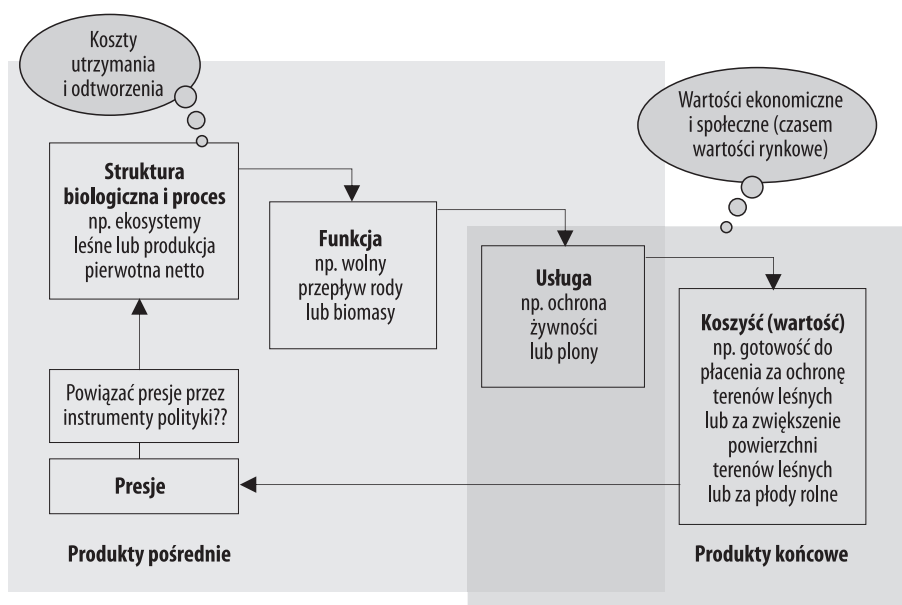 Koszty
utrzymania
i odtworzenia
Wartości ekonomiczne
i społeczne (czasem
wartości rynkowe)
Struktura
biologiczna i proces
np. ekosystemy
leśne lub produkcja
pierwotna netto
Funkcja
np. wolny
przepływ rody
lub biomasy
Usługa
np. ochrona
żywności
lub plony
Koszyść (wartość)
np. gotowość do
płacenia za ochronę
terenów leśnych
lub za zwiększenie
powierzchni
terenów leśnych
lub za płody rolne
Powiązać presje przez
instrumenty polityki??
Presje
Produkty pośrednie
Produkty końcowe